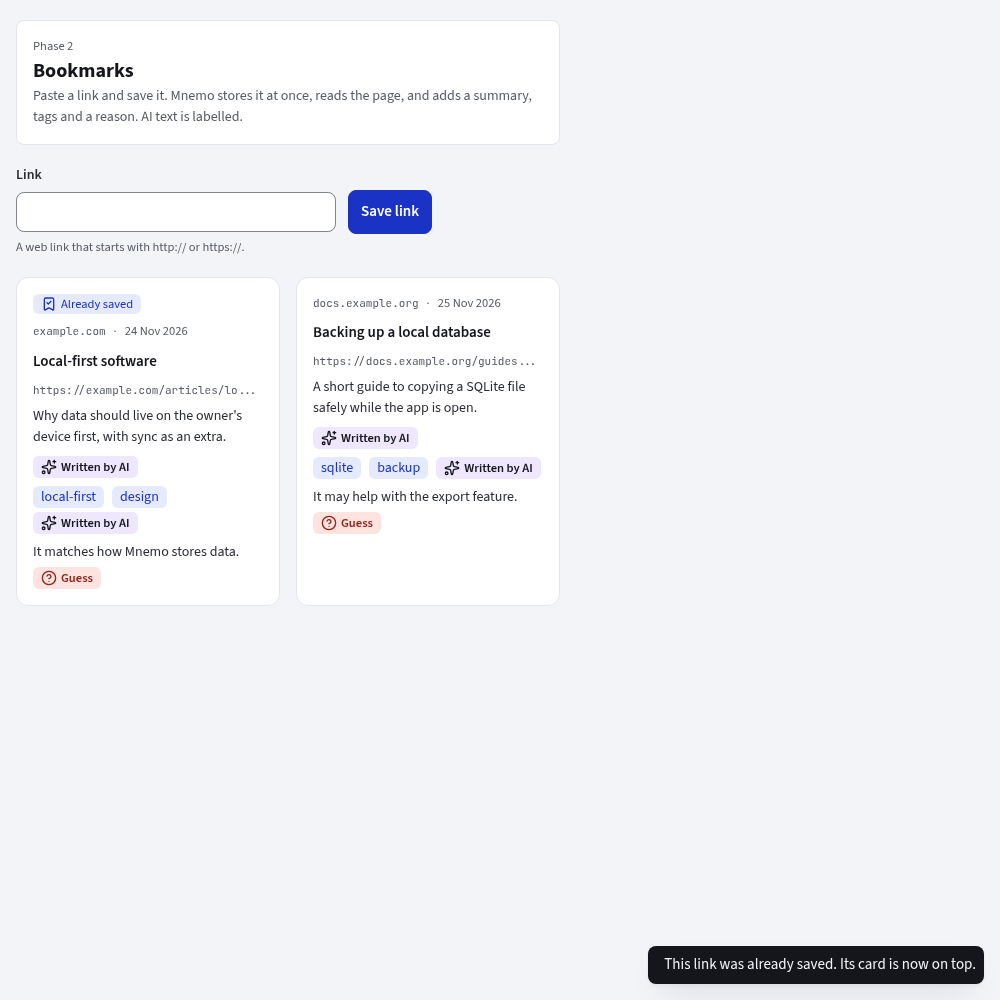 Phase 2
Bookmarks
Paste a link and save it. Mnemo stores it at once, reads the page, and adds a summary,
tags and a reason. AI text is labelled.
Link
Save link
A web link that starts with http:// or https://.
Already saved
example.com · 24 Nov 2026
Local-first software
https://example.com/articles/lo...
Why data should live on the owner's
device first, with sync as an extra.
Written by AI
local-first design
Written by AI
It matches how Mnemo stores data.
Guess
docs.example.org · 25 Nov 2026
Backing up a local database
https://docs.example.org/guides...
A short guide to copying a SQLite file
safely while the app is open.
Written by AI
sqlite backup Written by AI
It may help with the export feature.
Guess
This link was already saved. Its card is now on top.